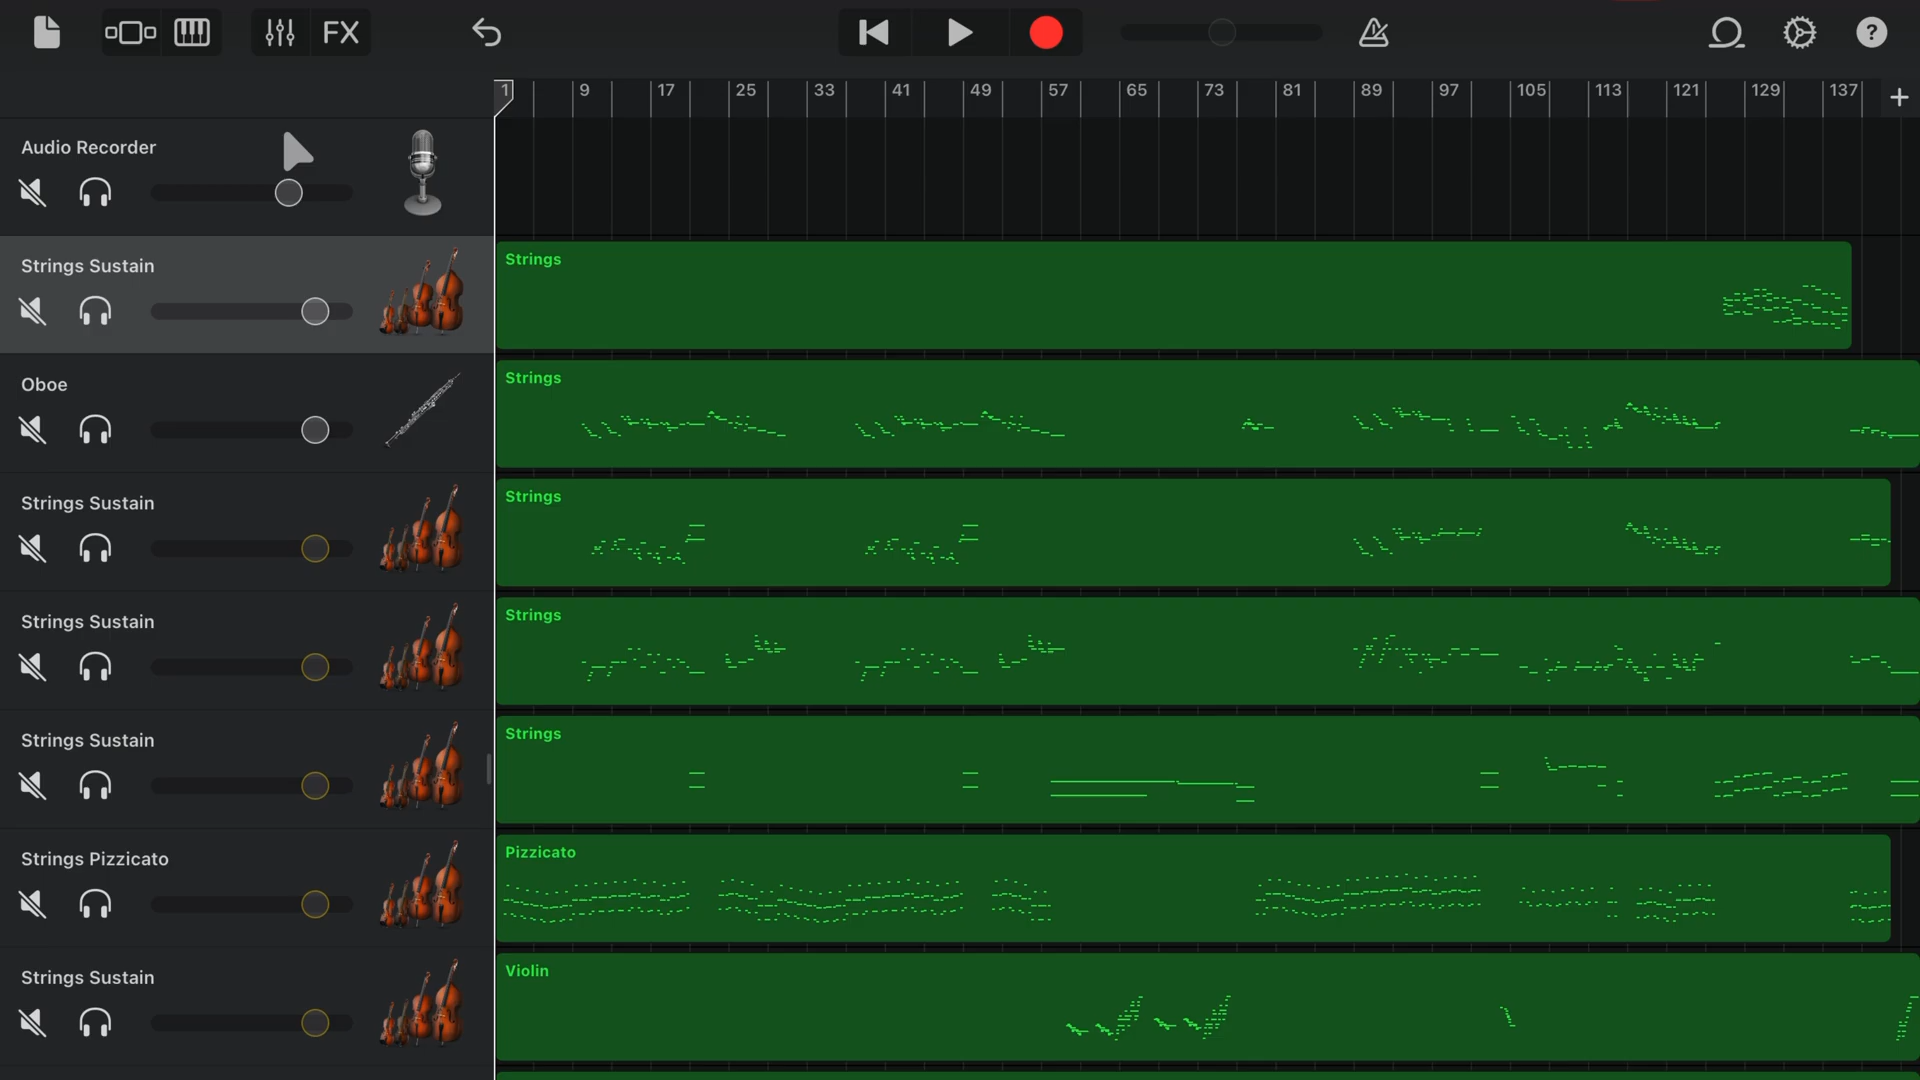 FX
1 9 17 25 33 41 49 57 65 73 81 89 97 105 113 121 129 137 +
Audio Recorder
Strings Sustain
Strings
Oboe
Strings
Strings Sustain
Strings
Strings Sustain
Strings
Strings Sustain
Strings
Strings Pizzicato
Pizzicato
Strings Sustain
Violin